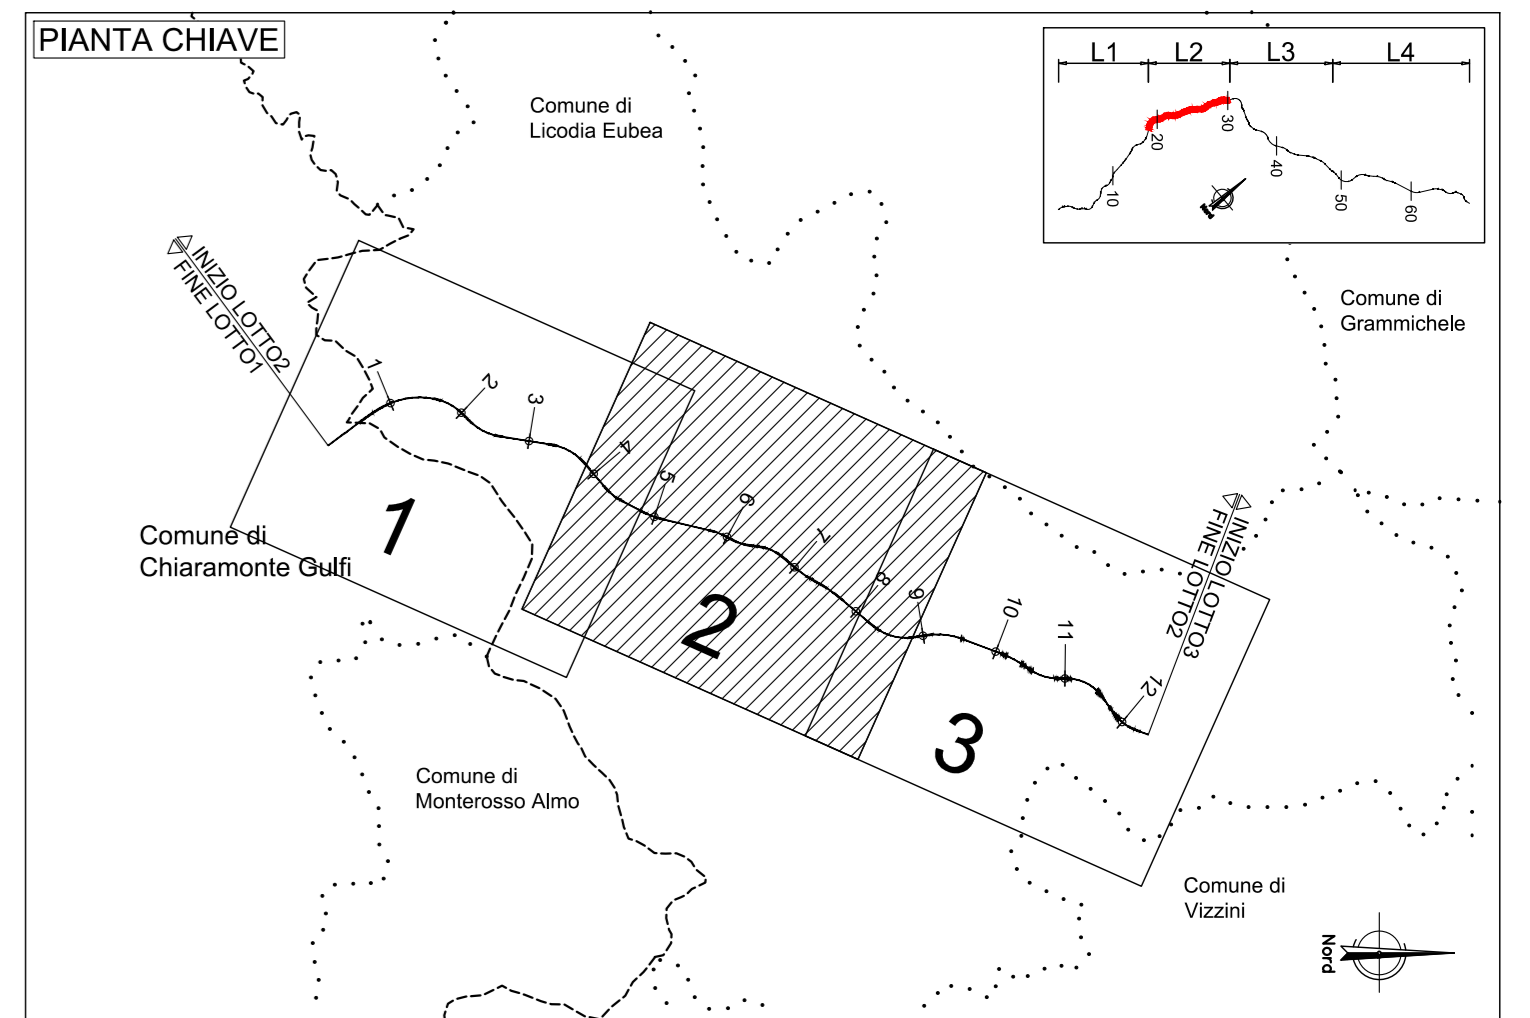 PIANTA CHIAVE
L1
L2
L3
L4
10
20
30
40
50
60
Nord
Comune di
Licodia Eubea
Comune di
Grammichele
INIZIO LOTTO2
FINE LOTTO1
1
2
3
4
5
6
7
8
9
10
11
12
1
2
3
INIZIO LOTTO3
FINE LOTTO2
Comune di
Chiaramonte Gulfi
Comune di
Monterosso Almo
Comune di
Vizzini
Nord